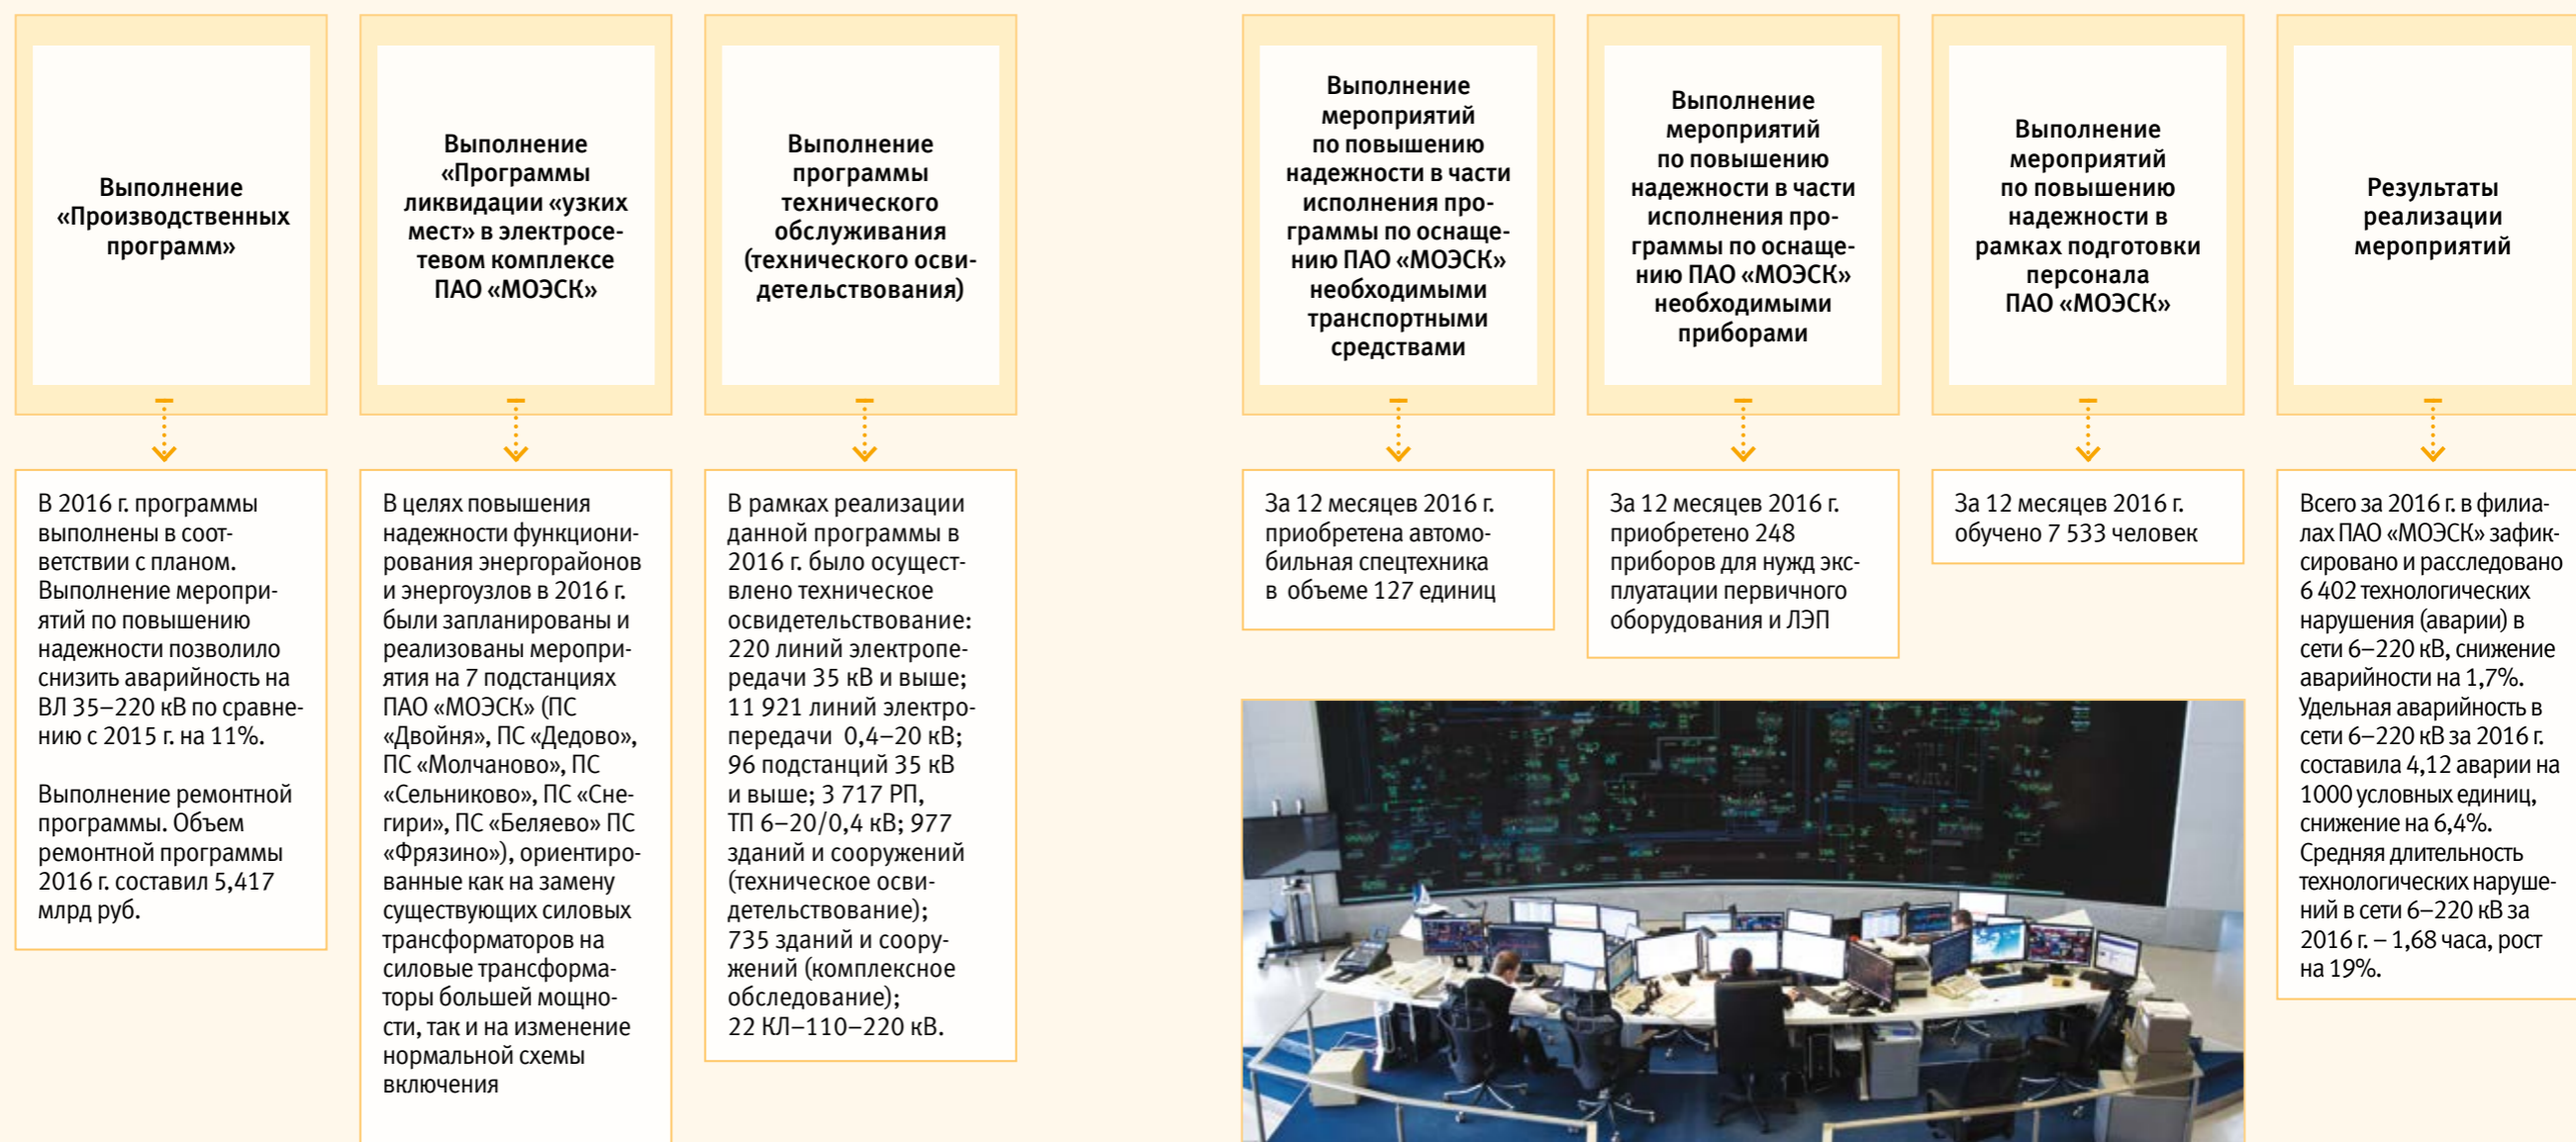 Выполнение
«Производственных
программ»
В 2016 г. программы
выполнены в соот-
ветствии с планом.
Выполнение меропри-
ятий по повышению
надежности позволило
снизить аварийность на
ВЛ 35–220 кВ по сравне-
нию с 2015 г. на 11%.
Выполнение ремонтной
программы. Объем
ремонтной программы
2016 г. составил 5,417
млрд руб.
Выполнение
«Программы
ликвидации «узких
мест» в электросе-
тевом комплексе
ПАО «МОЭСК»
В целях повышения
надежности функциони-
рования энергорайонов
и энергоузлов в 2016 г.
были запланированы и
реализованы меропри-
ятия на 7 подстанциях
ПАО «МОЭСК» (ПС
«Двойня», ПС «Дедово»,
ПС «Молчаново», ПС
«Сельниково», ПС «Сне-
гири», ПС «Беляево» ПС
«Фрязино»), ориентиро-
ванные как на замену
существующих силовых
трансформаторов на
силовые трансформа-
торы большей мощно-
сти, так и на изменение
нормальной схемы
включения
Выполнение
программы
технического
обслуживания
(технического осви-
детельствования)
В рамках реализации
данной программы в
2016 г. было осущест-
влено техническое
освидетельствование:
220 линий электропе-
редачи 35 кВ и выше;
11 921 линий электро-
передачи 0,4–20 кВ;
96 подстанций 35 кВ
и выше; 3 717 РП,
ТП 6–20/0,4 кВ; 977
зданий и сооружений
(техническое осви-
детельствование);
735 зданий и соору-
жений (комплексное
обследование);
22 КЛ–110–220 кВ.
Выполнение
мероприятий
по повышению
надежности в части
исполнения про-
граммы по оснаще-
нию ПАО «МОЭСК»
необходимыми
транспортными
средствами
За 12 месяцев 2016 г.
приобретена автомо-
бильная спецтехника
в объеме 127 единиц
Выполнение
мероприятий
по повышению
надежности в части
исполнения про-
граммы по оснаще-
нию ПАО «МОЭСК»
необходимыми
приборами
За 12 месяцев 2016 г.
приобретено 248
приборов для нужд экс-
плуатации первичного
оборудования и ЛЭП
Выполнение
мероприятий
по повышению
надежности в
рамках подготовки
персонала
ПАО «МОЭСК»
За 12 месяцев 2016 г.
обучено 7 533 человек
Результаты
реализации
мероприятий
Всего за 2016 г. в филиа-
лах ПАО «МОЭСК» зафик-
сировано и расследовано
6 402 технологических
нарушения (аварии) в
сети 6–220 кВ, снижение
аварийности на 1,7%.
Удельная аварийность в
сети 6–220 кВ за 2016 г.
составила 4,12 аварии на
1000 условных единиц,
снижение на 6,4%.
Средняя длительность
технологических наруше-
ний в сети 6–220 кВ за
2016 г. – 1,68 часа, рост
на 19%.